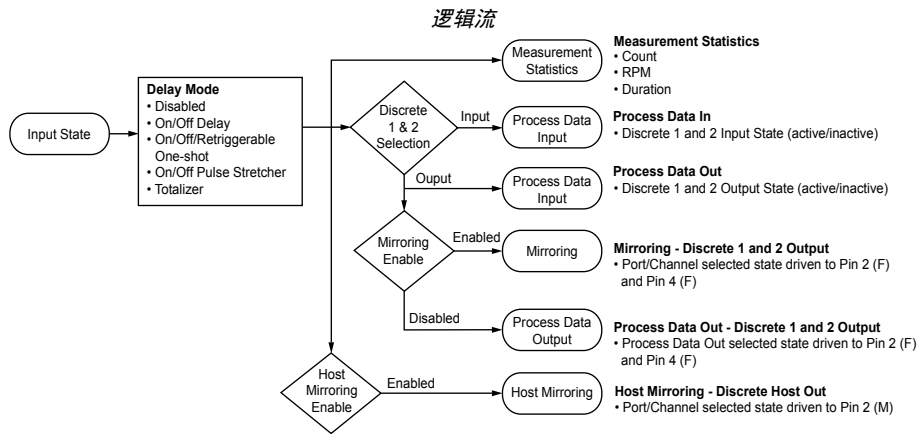 逻辑流
Measurement
Statistics
Measurement Statistics
• Count
• RPM
• Duration
Input State
Delay Mode
• Disabled
• On/Off Delay
• On/Off/Retriggerable
One-shot
• On/Off Pulse Stretcher
• Totalizer
Discrete
1 & 2
Selection
Input
Process Data
Input
Process Data In
• Discrete 1 and 2 Input State (active/inactive)
Ouput
Process Data
Input
Process Data Out
• Discrete 1 and 2 Output State (active/inactive)
Mirroring
Enable
Enabled
Mirroring
Mirroring - Discrete 1 and 2 Output
• Port/Channel selected state driven to Pin 2 (F)
and Pin 4 (F)
Disabled
Process Data
Output
Process Data Out - Discrete 1 and 2 Output
• Process Data Out selected state driven to Pin 2 (F)
and Pin 4 (F)
Host
Mirroring
Enable
Enabled
Host Mirroring
Host Mirroring - Discrete Host Out
• Port/Channel selected state driven to Pin 2 (M)